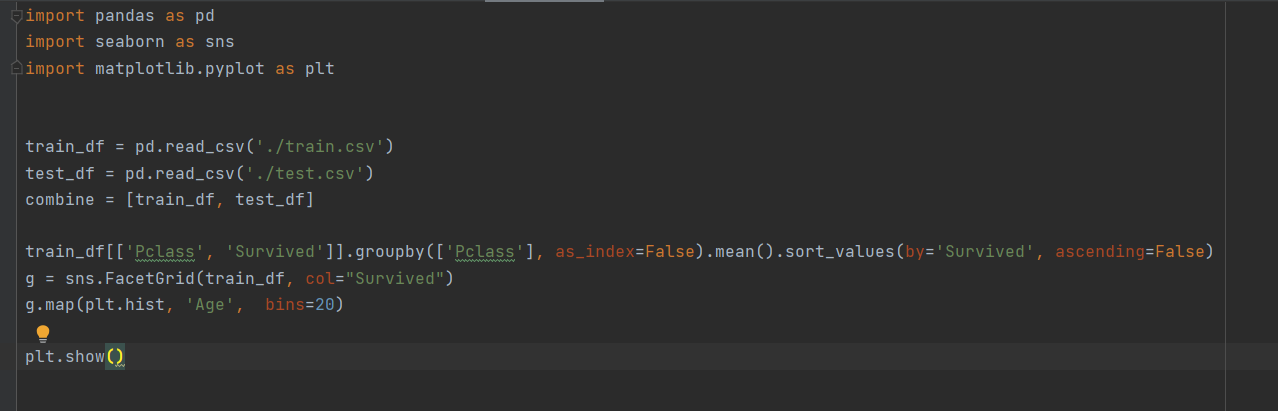 import pandas as pd
import seaborn as sns
import matplotlib.pyplot as plt
train_df = pd.read_csv('./train.csv')
test_df = pd.read_csv('./test.csv')
combine = [train_df, test_df]
train_df[['Pclass', 'Survived']].groupby(['Pclass'], as_index=False).mean().sort_values(by='Survived', ascending=False)
g = sns.FacetGrid(train_df, col="Survived")
g.map(plt.hist, 'Age',  bins=20)
plt.show()